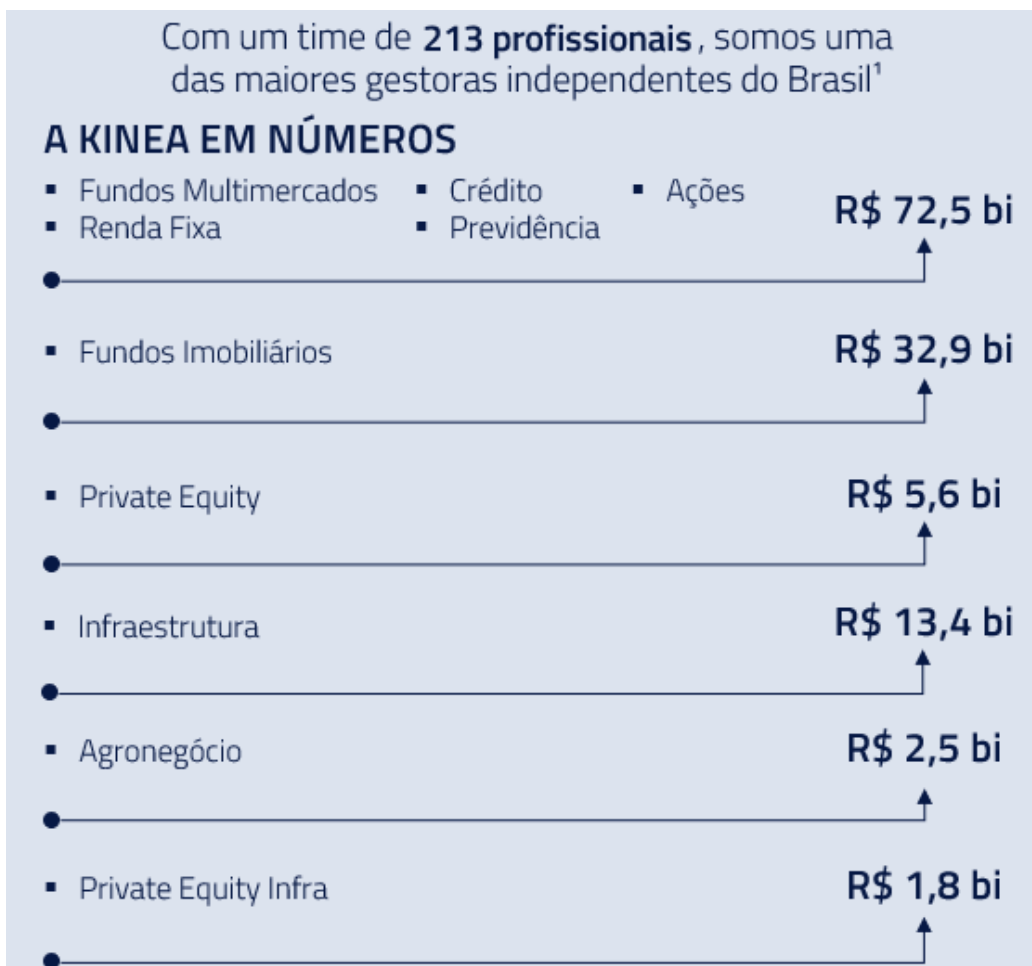 Com um time de 213 profissionais, somos uma
das maiores gestoras independentes do Brasil¹
A KINEA EM NÚMEROS
▪ Fundos Multimercados ▪ Crédito ▪ Ações
▪ Renda Fixa ▪ Previdência
R$ 72,5 bi
▪ Fundos Imobiliários R$ 32,9 bi
▪ Private Equity R$ 5,6 bi
▪ Infraestrutura R$ 13,4 bi
▪ Agronegócio R$ 2,5 bi
▪ Private Equity Infra R$ 1,8 bi